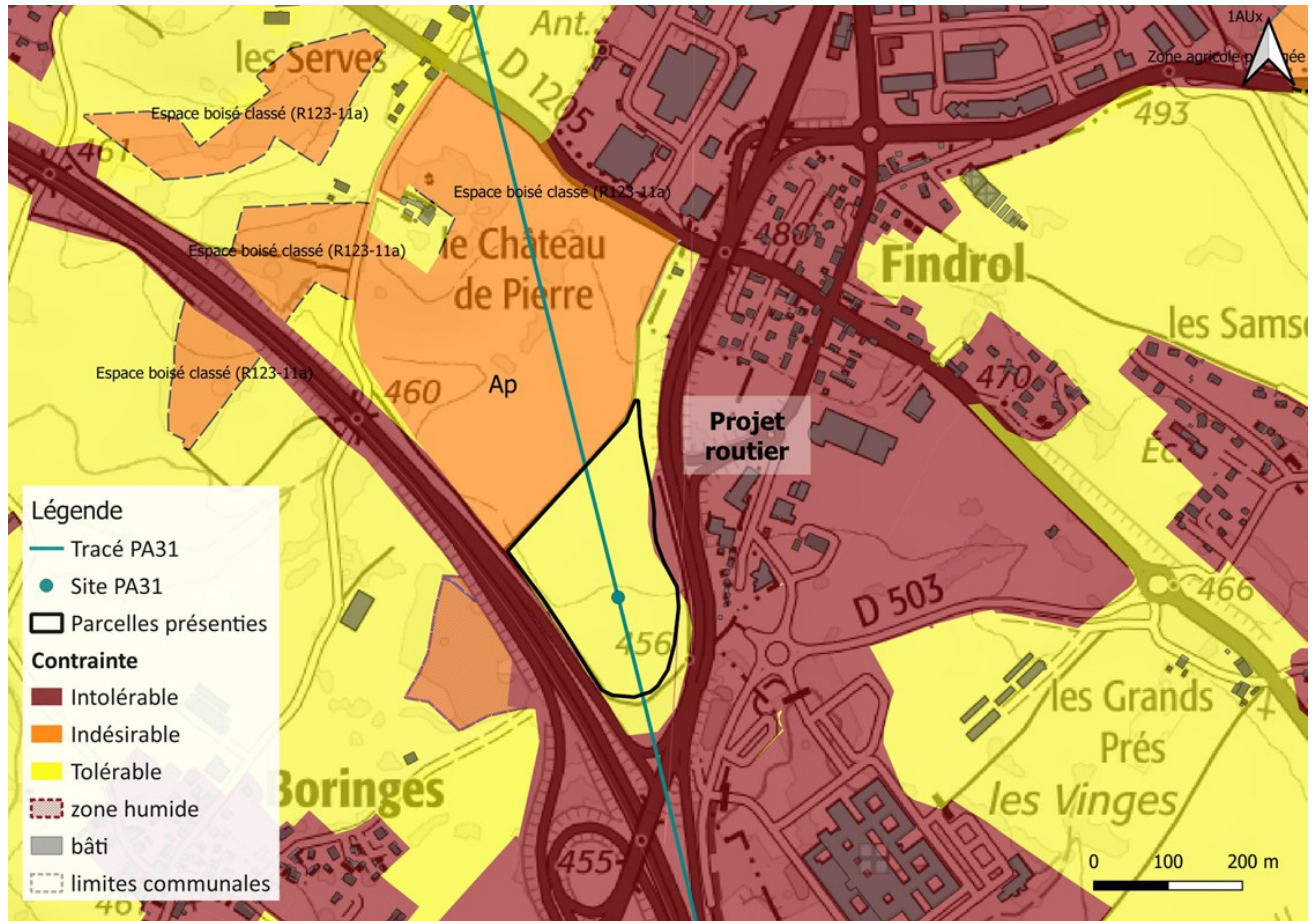 1AUx
les Serves
Ant.
D 1205
Zone agricole p
gée
Espace boisé classé (R123-11a)
493
461
Espace boisé classé (R123-11a)
480
Espace boisé classé (R123-11a)
le Château
de Pierre
Findrol
les Sams
Espace boisé classé (R123-11a)
460
Ap
470
Projet
routier
Ec.
Légende
Tracé PA31
Site PA31
Parcelles présenties
Contrainte
Intolérable
Indésirable
Tolérable
zone humide
bâti
limites communales
456
D 503
466
les Grands
Prés
les Vinges
Boringes
455
0 100 200 m